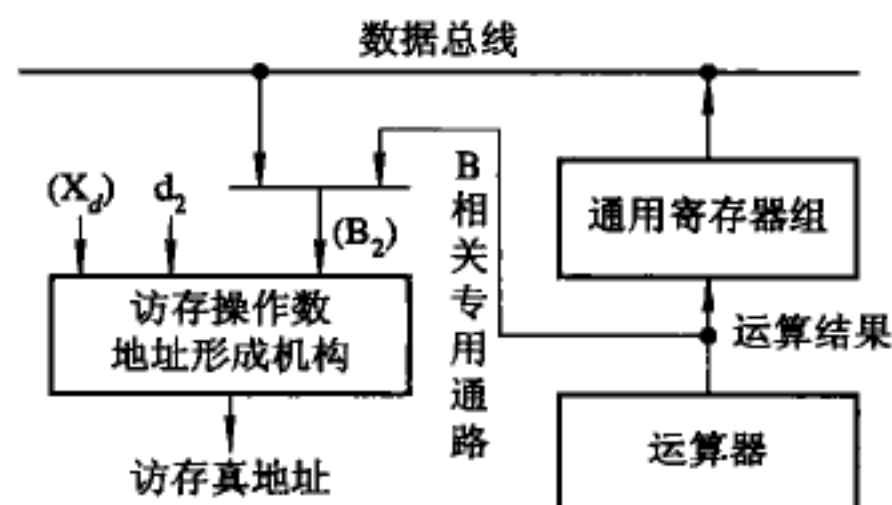 数据总线
(X_d) d_2
(B_2)
B相关专用通路
通用寄存器组
访存操作数
地址形成机构
运算结果
访存真地址
运算器